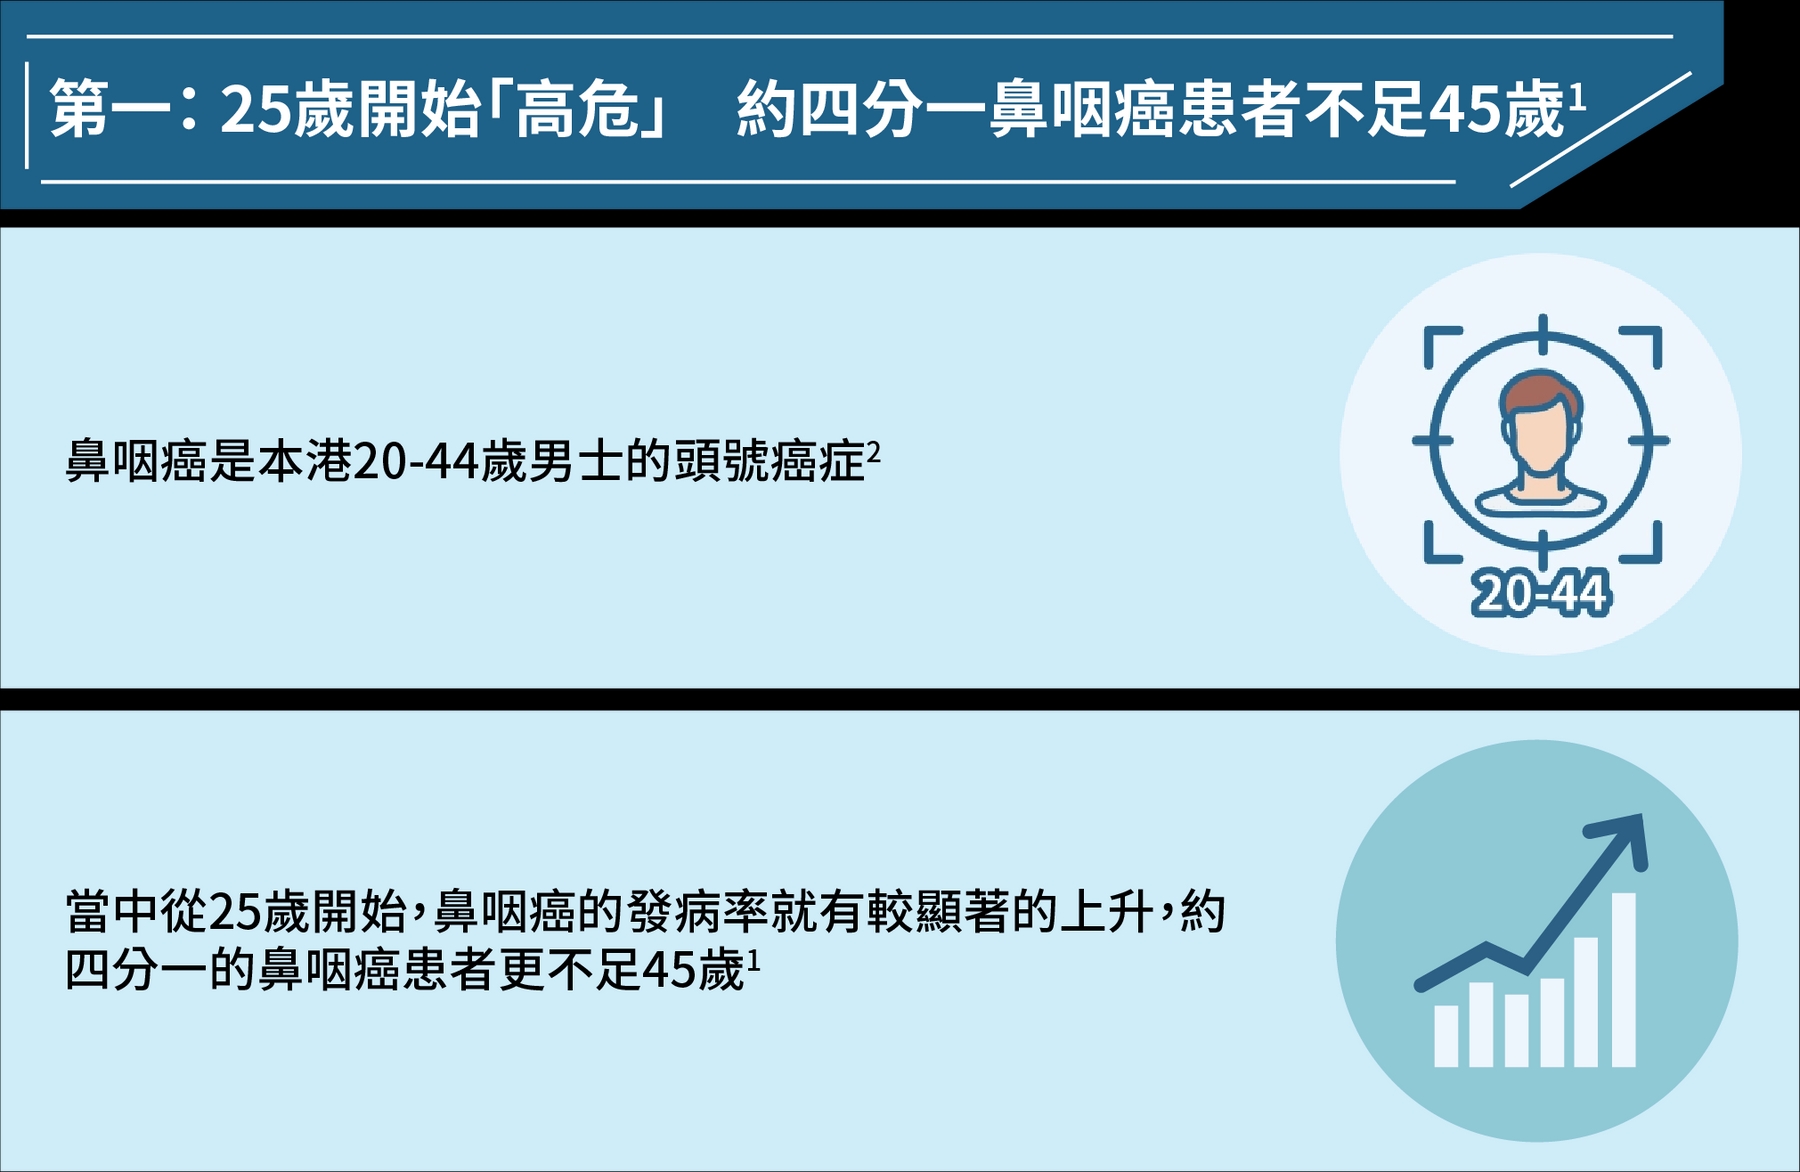 第一：25歲開始「高危」　約四分一鼻咽癌患者不足45歲¹
鼻咽癌是本港20-44歲男士的頭號癌症²
20-44
當中從25歲開始，鼻咽癌的發病率就有較顯著的上升，約
四分一的鼻咽癌患者更不足45歲¹